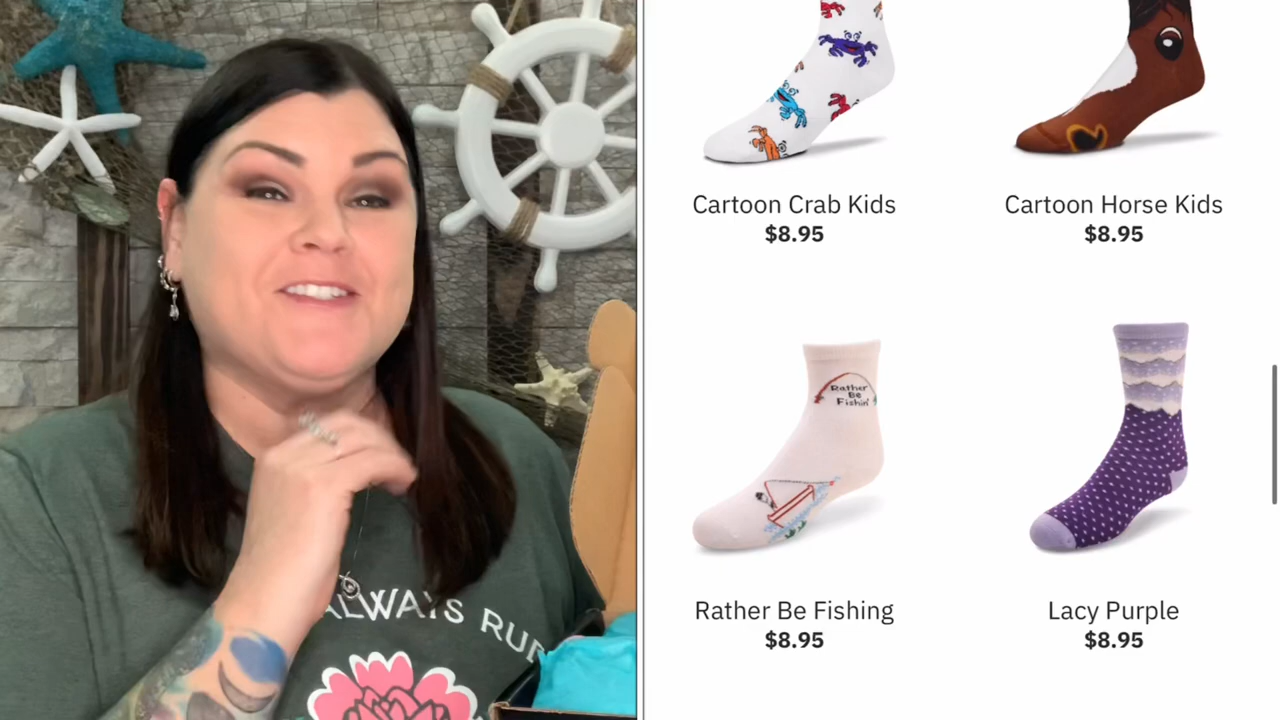 ALWAYS RUD
Cartoon Crab Kids
$8.95
Cartoon Horse Kids
$8.95
Rather
Be
Fishin'
Rather Be Fishing
$8.95
Lacy Purple
$8.95